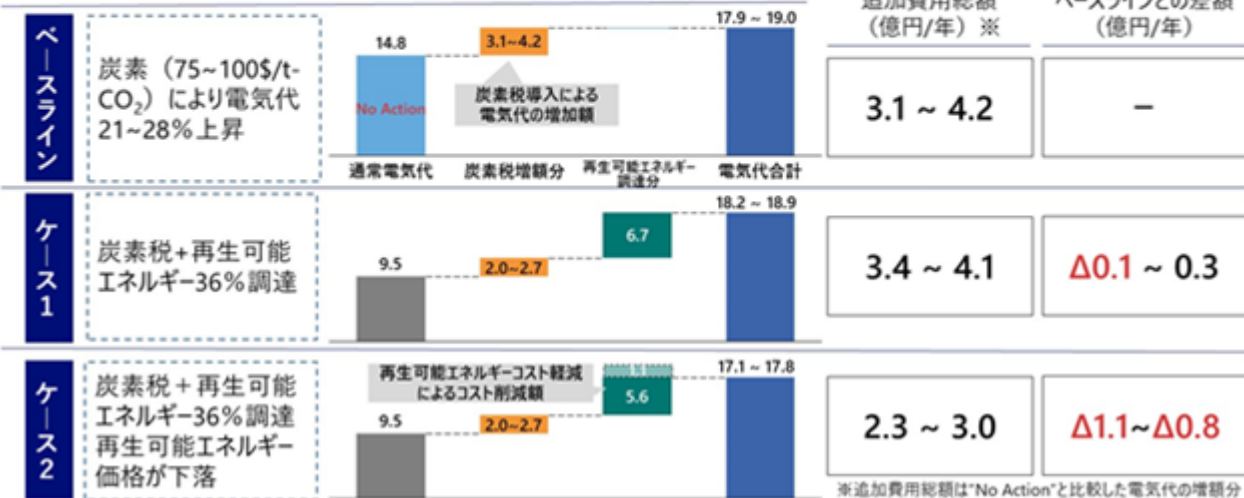 追加費用総額
(億円/年) ※
ベースラインとの差額
(億円/年)
ベースライン
炭素（75~100$/t-
CO₂）により電気代
21~28%上昇
14.8
No Action
3.1~4.2
炭素税導入による
電気代の増加額
17.9 ~ 19.0
通常電気代
炭素税増額分
再生可能エネルギー
調達分
電気代合計
3.1 ~ 4.2
–
ケース1
炭素税+再生可能
エネルギー36%調達
9.5
2.0~2.7
6.7
18.2 ~ 18.9
3.4 ~ 4.1
Δ0.1 ~ 0.3
ケース2
炭素税＋再生可能
エネルギー36%調達
再生可能エネルギー
価格が下落
再生可能エネルギーコスト軽減
によるコスト削減額
9.5
2.0~2.7
1.1
5.6
17.1 ~ 17.8
2.3 ~ 3.0
Δ1.1~Δ0.8
※追加費用総額は"No Action"と比較した電気代の増額分